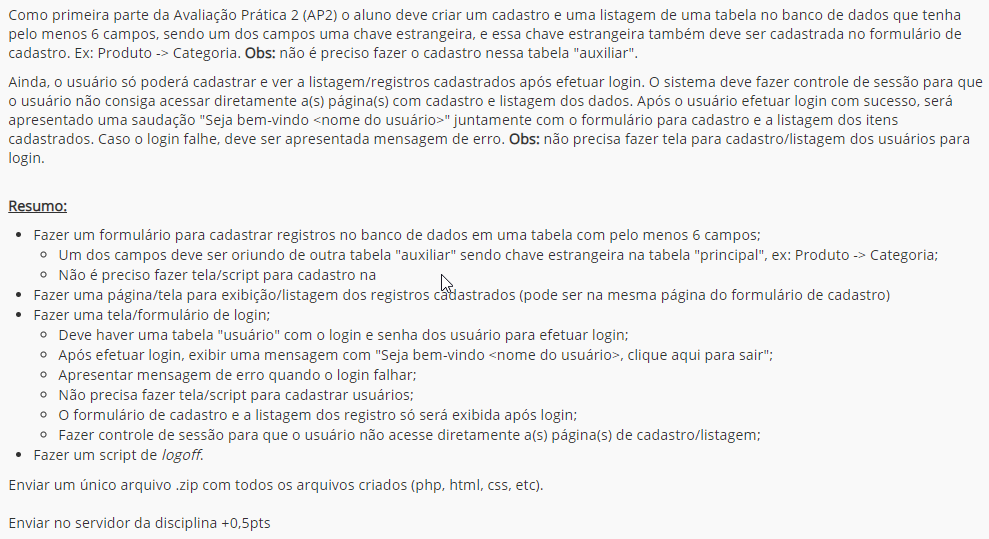 Como primeira parte da Avaliação Prática 2 (AP2) o aluno deve criar um cadastro e uma listagem de uma tabela no banco de dados que tenha
pelo menos 6 campos, sendo um dos campos uma chave estrangeira, e essa chave estrangeira também deve ser cadastrada no formulário de
cadastro. Ex: Produto -> Categoria. Obs: não é preciso fazer o cadastro nessa tabela "auxiliar".
Ainda, o usuário só poderá cadastrar e ver a listagem/registros cadastrados após efetuar login. O sistema deve fazer controle de sessão para que
o usuário não consiga acessar diretamente a(s) página(s) com cadastro e listagem dos dados. Após o usuário efetuar login com sucesso, será
apresentado uma saudação "Seja bem-vindo <nome do usuário>" juntamente com o formulário para cadastro e a listagem dos itens
cadastrados. Caso o login falhe, deve ser apresentada mensagem de erro. Obs: não precisa fazer tela para cadastro/listagem dos usuários para
login.
Resumo:
• Fazer um formulário para cadastrar registros no banco de dados em uma tabela com pelo menos 6 campos;
○ Um dos campos deve ser oriundo de outra tabela "auxiliar" sendo chave estrangeira na tabela "principal", ex: Produto -> Categoria;
○ Não é preciso fazer tela/script para cadastro na
• Fazer uma página/tela para exibição/listagem dos registros cadastrados (pode ser na mesma página do formulário de cadastro)
• Fazer uma tela/formulário de login;
○ Deve haver uma tabela "usuário" com o login e senha dos usuário para efetuar login;
○ Após efetuar login, exibir uma mensagem com "Seja bem-vindo <nome do usuário>, clique aqui para sair";
○ Apresentar mensagem de erro quando o login falhar;
○ Não precisa fazer tela/script para cadastrar usuários;
○ O formulário de cadastro e a listagem dos registro só será exibida após login;
○ Fazer controle de sessão para que o usuário não acesse diretamente a(s) página(s) de cadastro/listagem;
• Fazer um script de logoff.
Enviar um único arquivo .zip com todos os arquivos criados (php, html, css, etc).
Enviar no servidor da disciplina +0,5pts